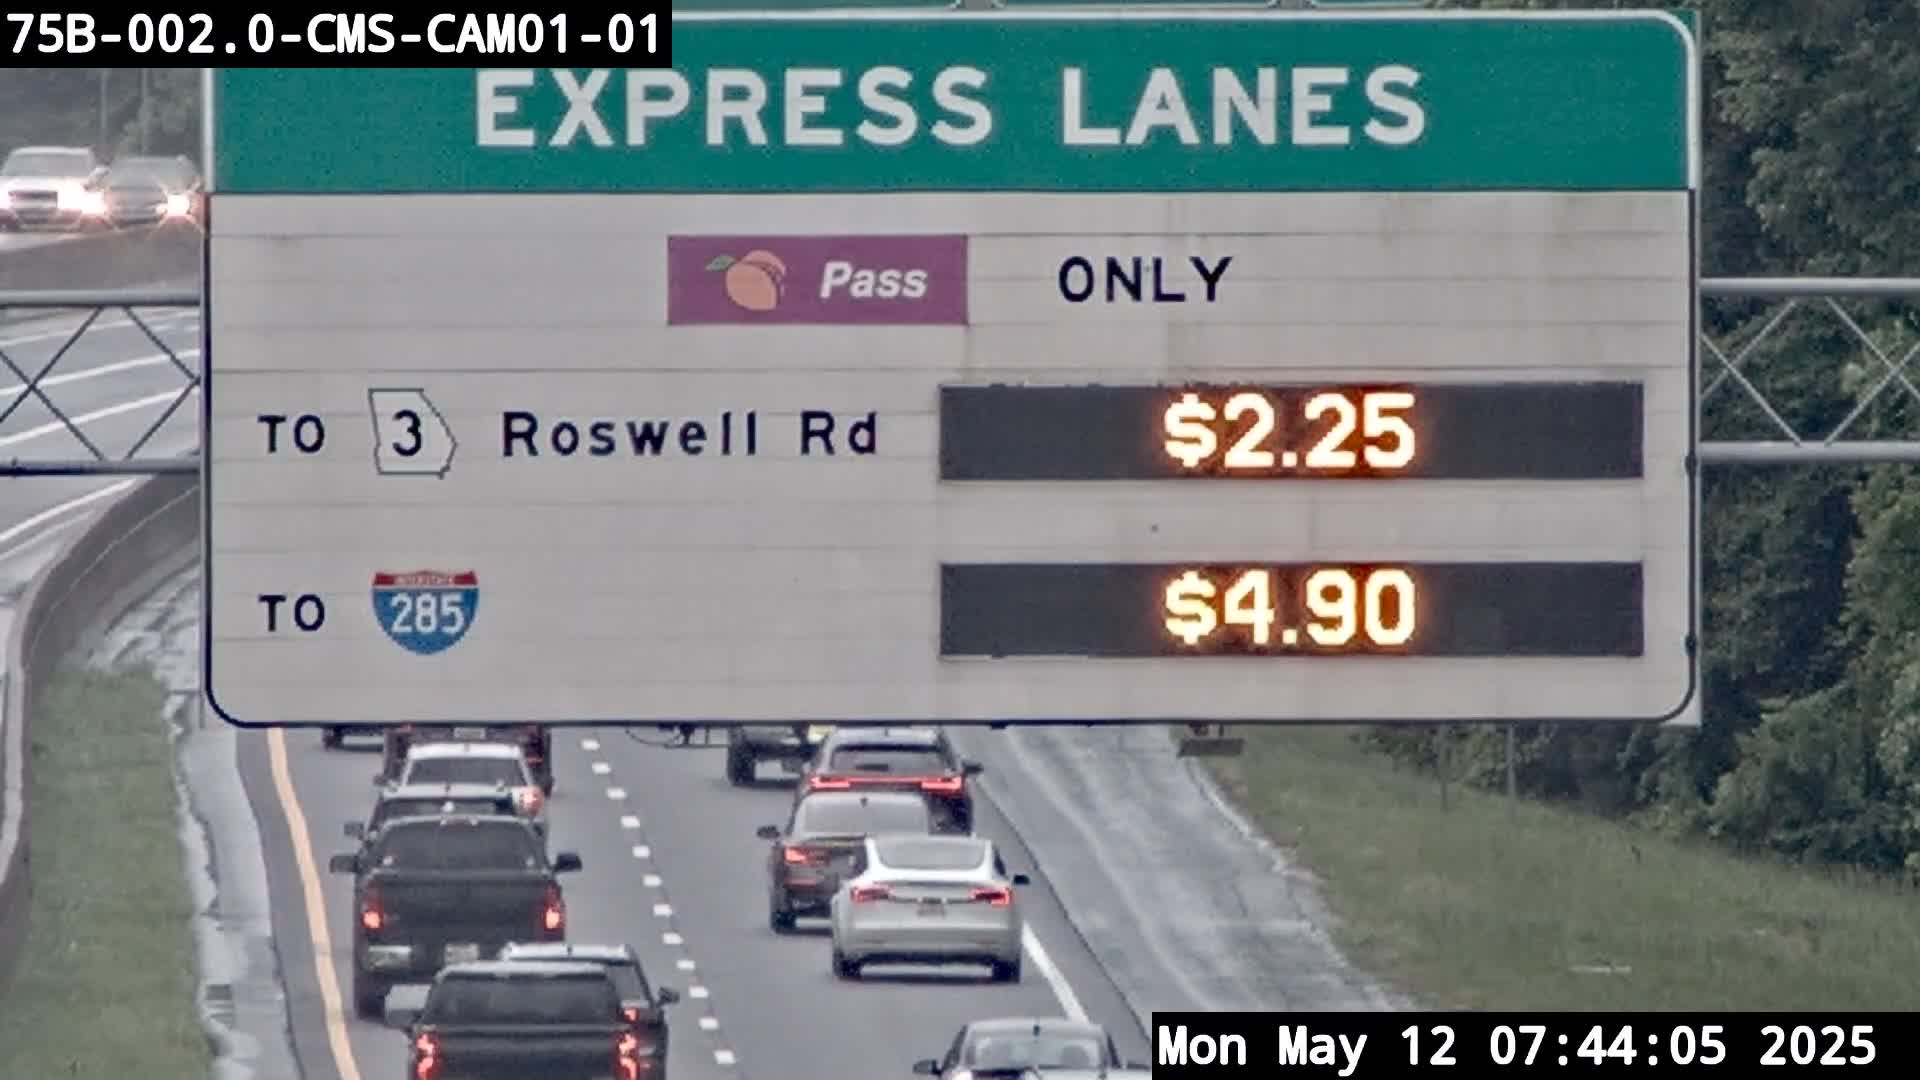 75B-002.0-CMS-CAM01-01
EXPRESS LANES
Pass ONLY
TO 3 Roswell Rd $2.25
INTERSTATE
TO 285 $4.90
Mon May 12 07:44:05 2025